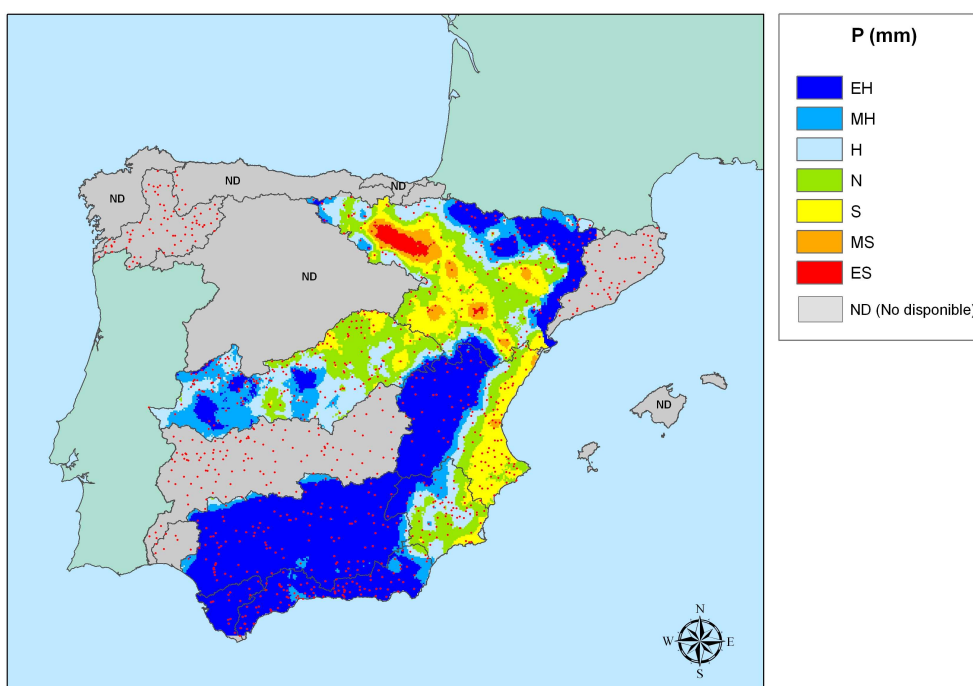 P (mm)
EH
MH
H
N
S
MS
ES
ND (No disponible)
ND
ND
ND
ND
ND
N
W
E
S